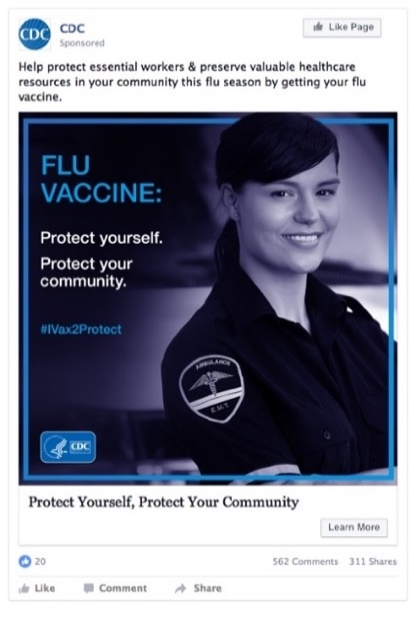 CDC
CDC
Sponsored
Like Page
Help protect essential workers & preserve valuable healthcare
resources in your community this flu season by getting your flu
vaccine.
FLU
VACCINE:
Protect yourself.
Protect your
community.
#IVax2Protect
AMBULANCE
E.M.T.
CDC
Protect Yourself, Protect Your Community
Learn More
20
562 Comments 311 Shares
Like Comment Share